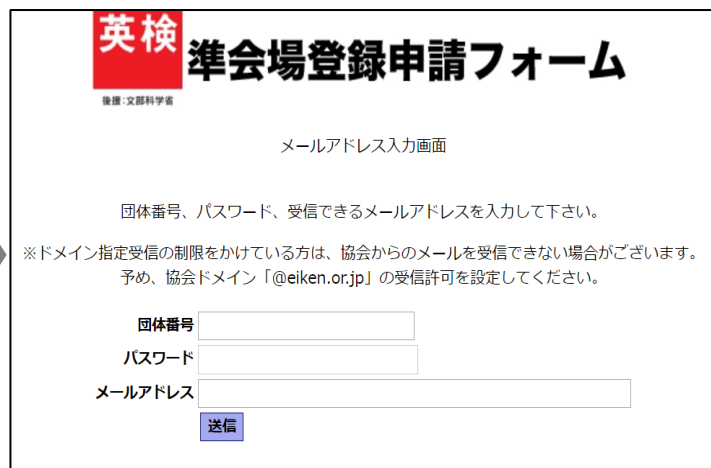 英検
準会場登録申請フォーム
後援:文部科学省
メールアドレス入力画面
団体番号、パスワード、受信できるメールアドレスを入力して下さい。
※ドメイン指定受信の制限をかけている方は、協会からのメールを受信できない場合がございます。
予め、協会ドメイン「@eiken.or.jp」の受信許可を設定してください。
団体番号
パスワード
メールアドレス
送信